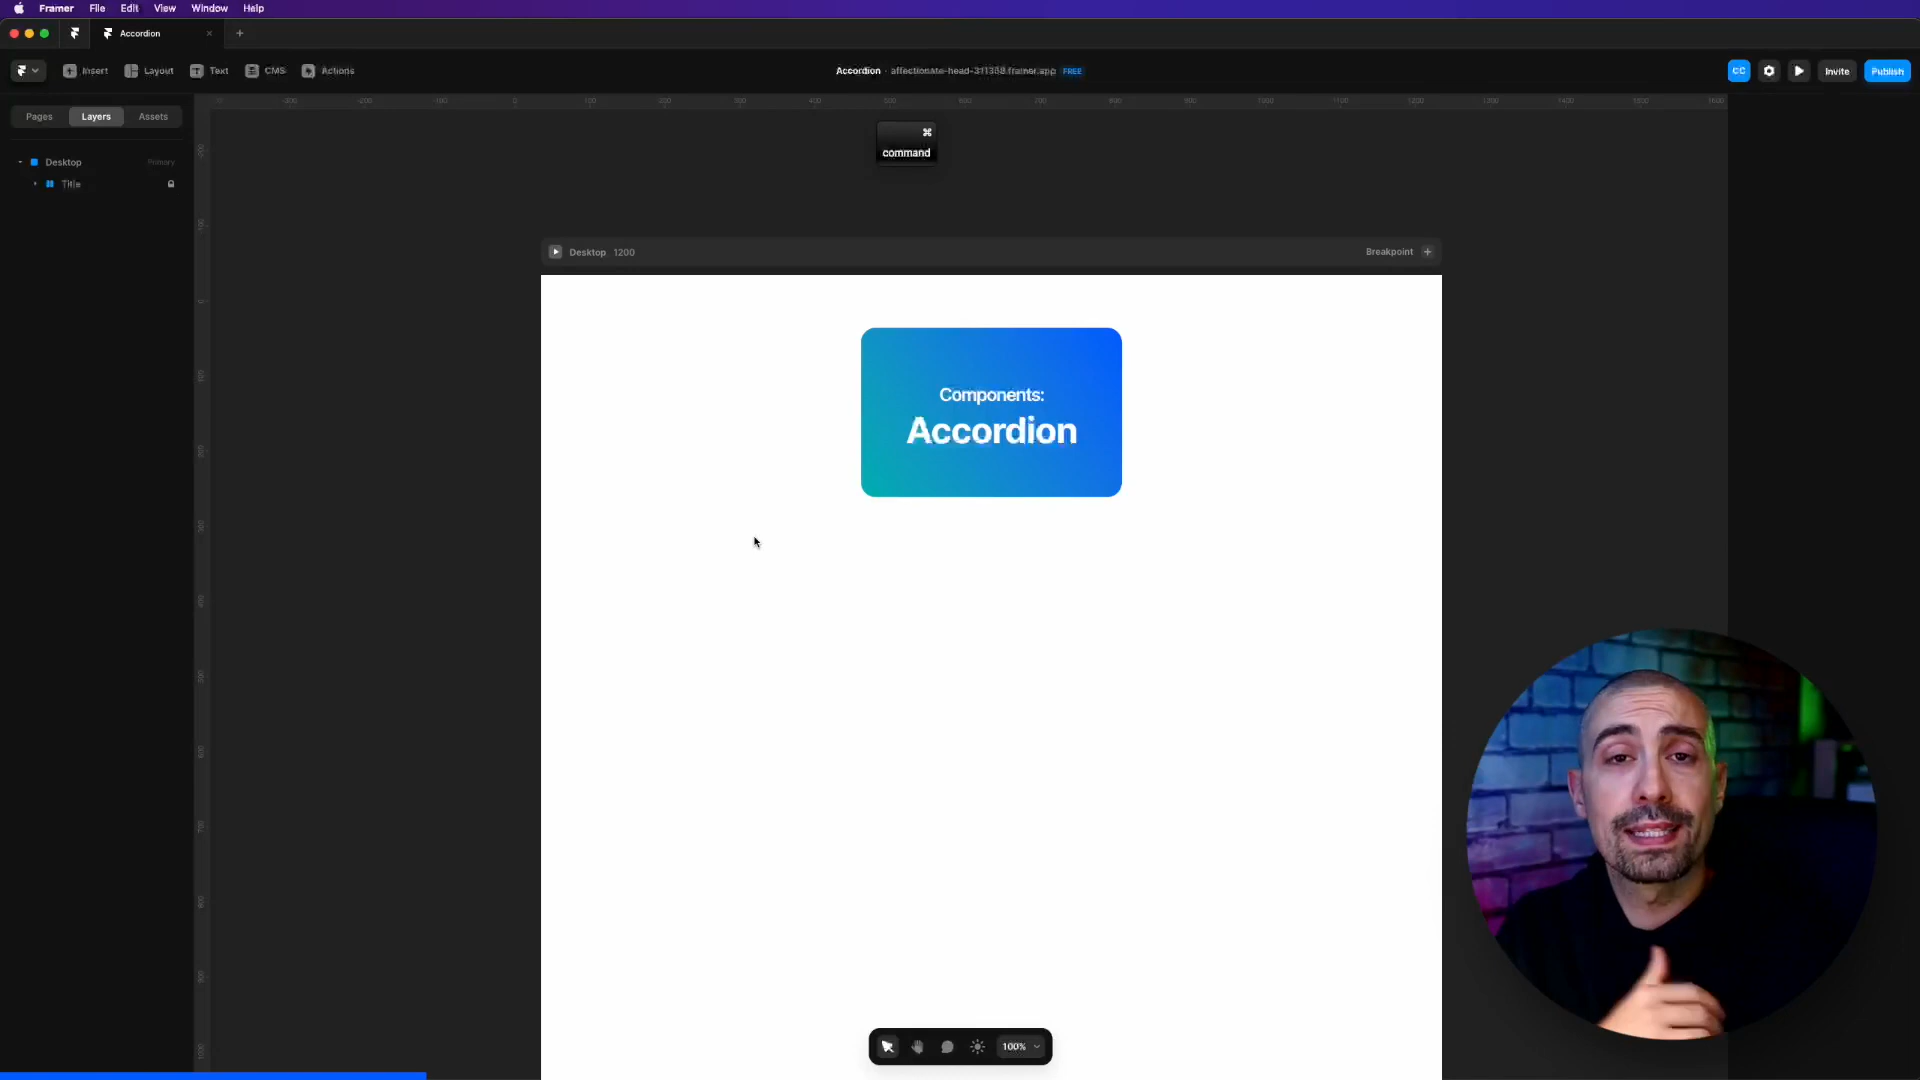 Framer File Edit View Window Help
Accordion
Insert Layout Text CMS Actions
Accordion
FREE
CC
Invite
Publish
Pages Layers Assets
⌘
command
Desktop Primary
Title
Desktop 1200
Breakpoint +
Components:
Accordion
100%